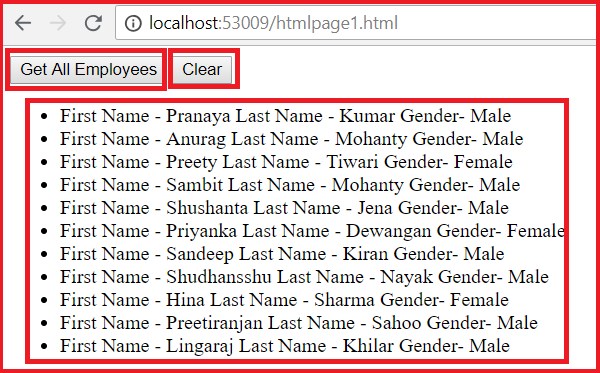 localhost:53009/htmlpage1.html
Get All Employees Clear
• First Name - Pranaya Last Name - Kumar Gender- Male
• First Name - Anurag Last Name - Mohanty Gender- Male
• First Name - Preety Last Name - Tiwari Gender- Female
• First Name - Sambit Last Name - Mohanty Gender- Male
• First Name - Shushanta Last Name - Jena Gender- Male
• First Name - Priyanka Last Name - Dewangan Gender- Female
• First Name - Sandeep Last Name - Kiran Gender- Male
• First Name - Shudhansshu Last Name - Nayak Gender- Male
• First Name - Hina Last Name - Sharma Gender- Female
• First Name - Preetiranjan Last Name - Sahoo Gender- Male
• First Name - Lingaraj Last Name - Khilar Gender- Male